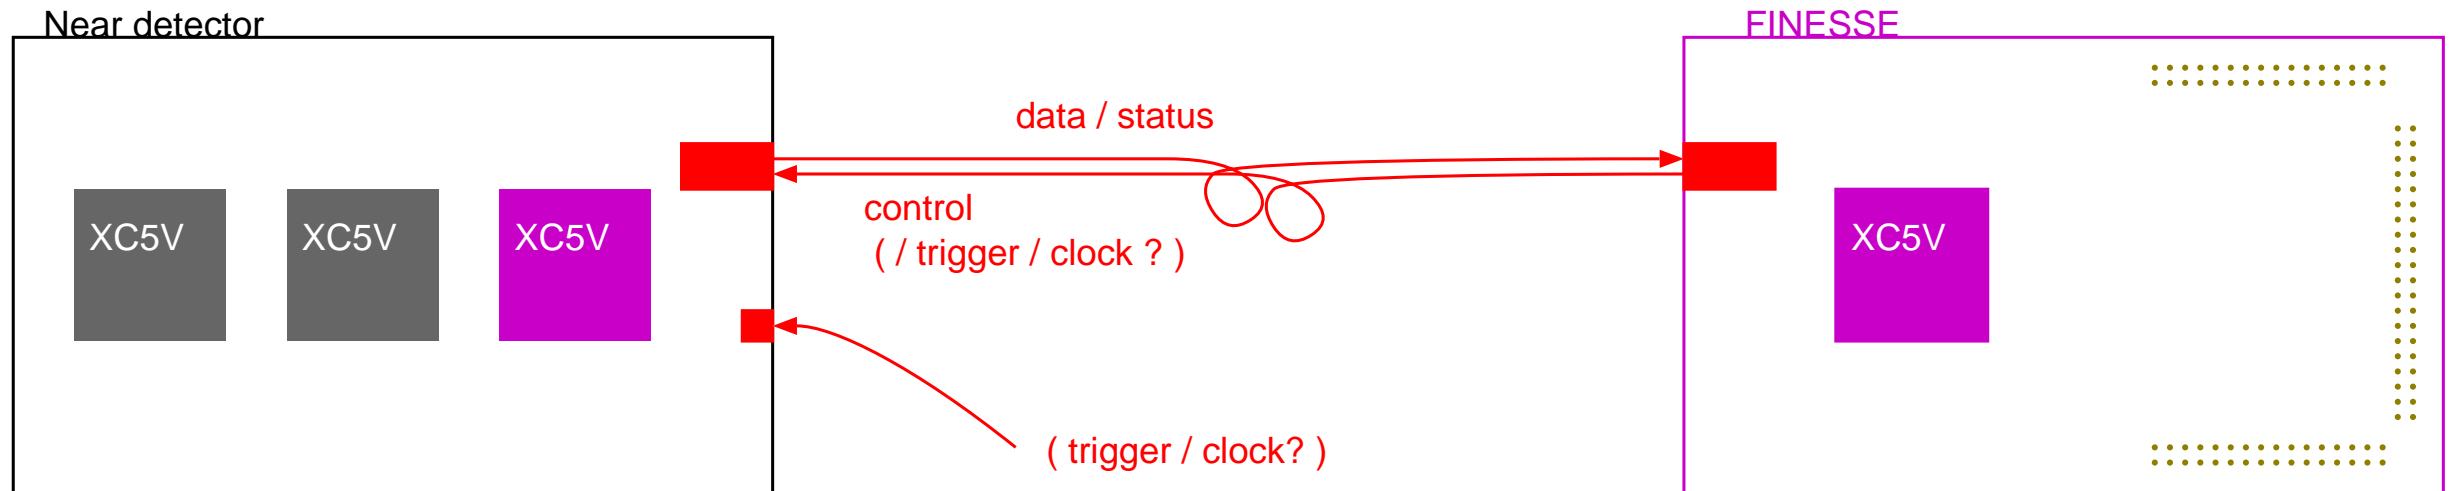 Near detector
FINESSE
data / status
XC5V
XC5V
XC5V
control
( / trigger / clock ? )
XC5V
( trigger / clock? )